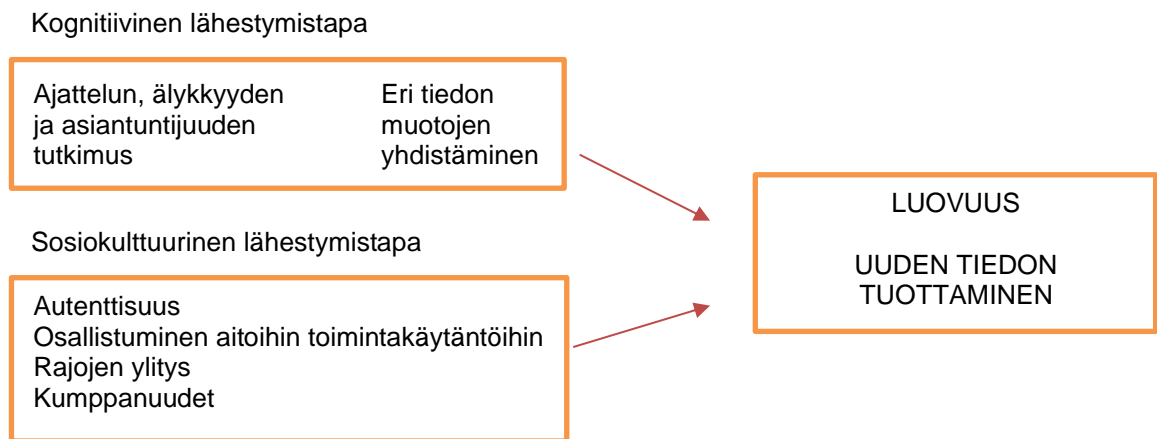 Kognitiivinen lähestymistapa
Ajattelun, älykkyyden
ja asiantuntijuuden
tutkimus
Eri tiedon
muotojen
yhdistäminen
Sosiokulttuurinen lähestymistapa
Autenttisuus
Osallistuminen aitoihin toimintakäytäntöihin
Rajojen ylitys
Kumppanuudet
LUOVUUS
UUDEN TIEDON
TUOTTAMINEN